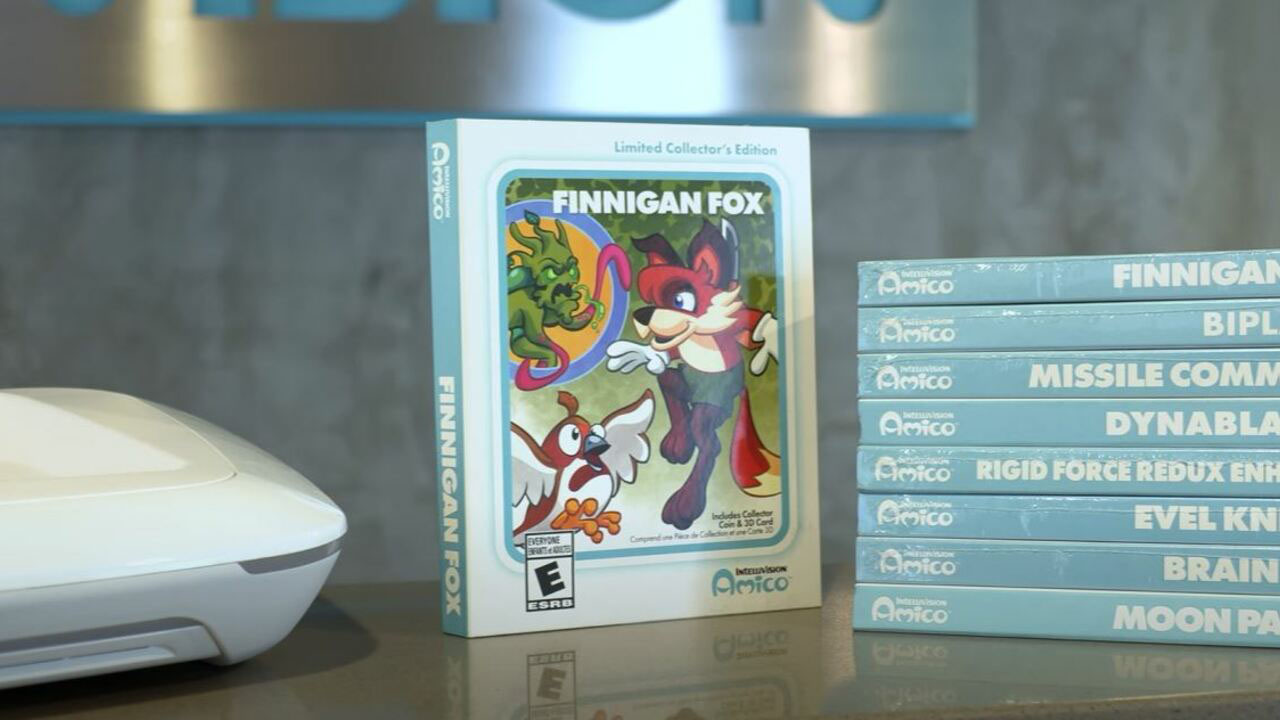 Limited Collector's Edition
INTELLIVISION
Amico
FINNIGAN FOX
FINNIGAN FOX
Includes Collector
Coin & 3D Card
Comprend une Pièce de Collection et une Carte 3D
EVERYONE
ENFANTS et ADULTES
E
ESRB
INTELLIVISION
Amico
INTELLIVISION
Amico
FINNIGAN
INTELLIVISION
Amico
BIPL
INTELLIVISION
Amico
MISSILE COMM
INTELLIVISION
Amico
DYNABLA
INTELLIVISION
Amico
RIGID FORCE REDUX ENH
INTELLIVISION
Amico
EVEL KN
INTELLIVISION
Amico
BRAIN
INTELLIVISION
Amico
MOON PA